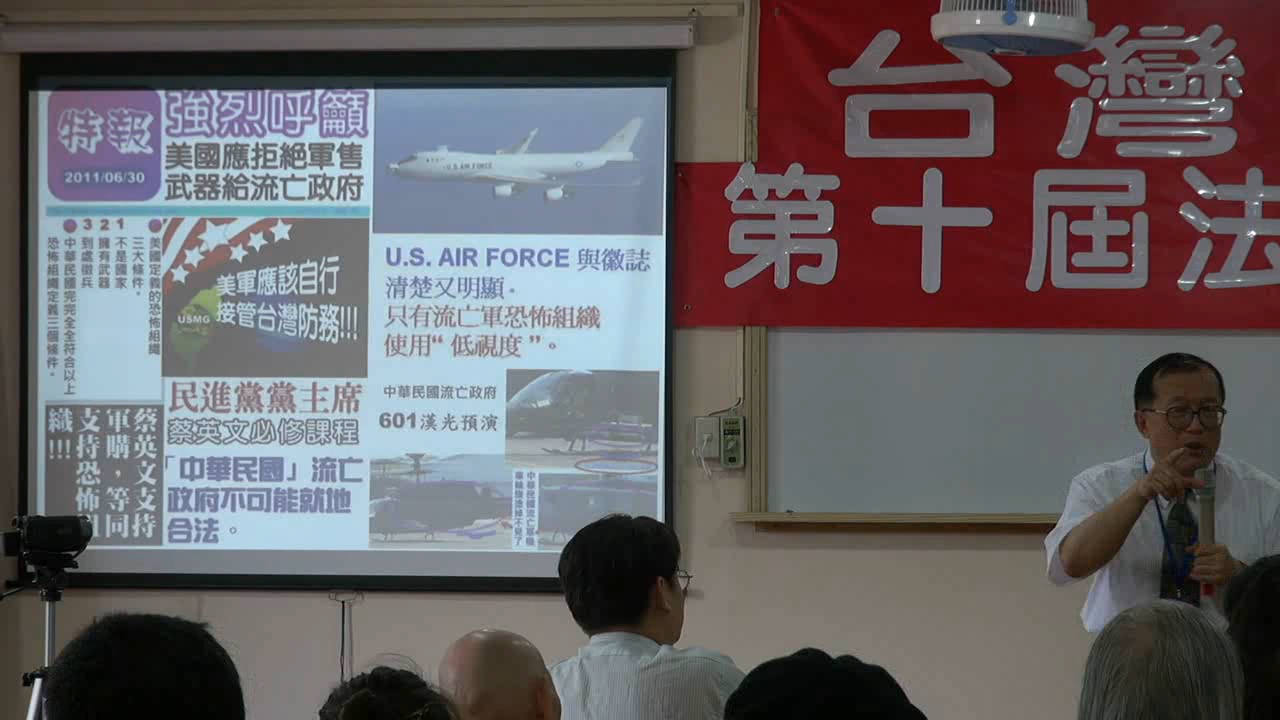 特報
2011/06/30
強烈呼籲
美國應拒絕軍售
武器給流亡政府
美國定義的恐怖組織
三大條件。
1 不是國家
2 擁有武器
3 到處徵兵
中華民國完完全全符合以上
恐怖組織定義三個條件。
美軍應該自行
接管台灣防務!!!
USMG
U.S. AIR FORCE
U.S. AIR FORCE 與徽誌
清楚又明顯.
只有流亡軍恐怖組織
使用“低視度”。
民進黨黨主席
蔡英文必修課程
「中華民國」流亡
政府不可能就地
合法。
蔡英文支持
軍購,等同
支持恐怖組
織!!!
中華民國流亡政府
601漢光預演
台灣
第十屆法